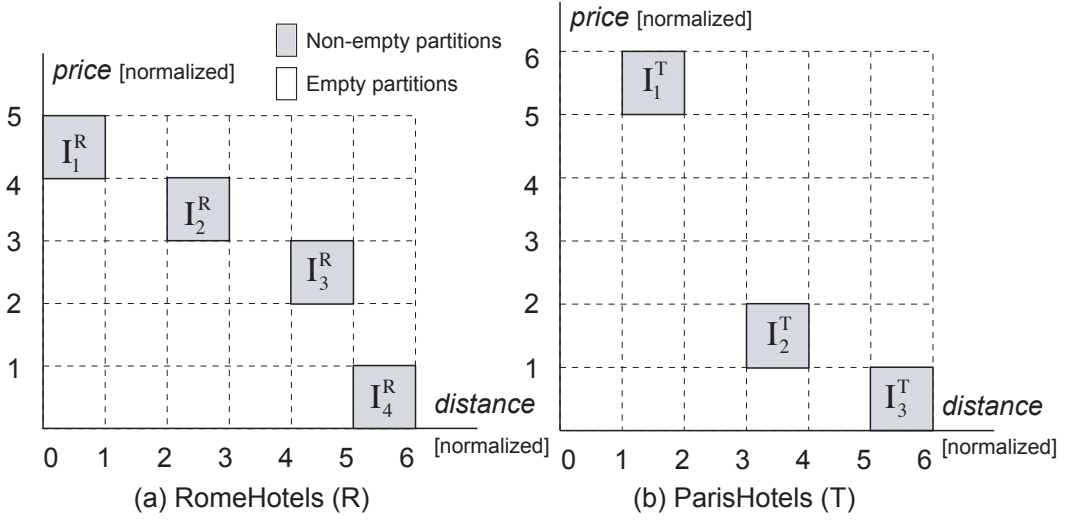 price [normalized]
Non-empty partitions
Empty partitions
5
4
3
2
1
I₁ᴿ
I₂ᴿ
I₃ᴿ
I₄ᴿ
distance
[normalized]
0 1 2 3 4 5 6
(a) RomeHotels (R)
price [normalized]
6
5
4
3
2
1
I₁ᵀ
I₂ᵀ
I₃ᵀ
distance
[normalized]
0 1 2 3 4 5 6
(b) ParisHotels (T)